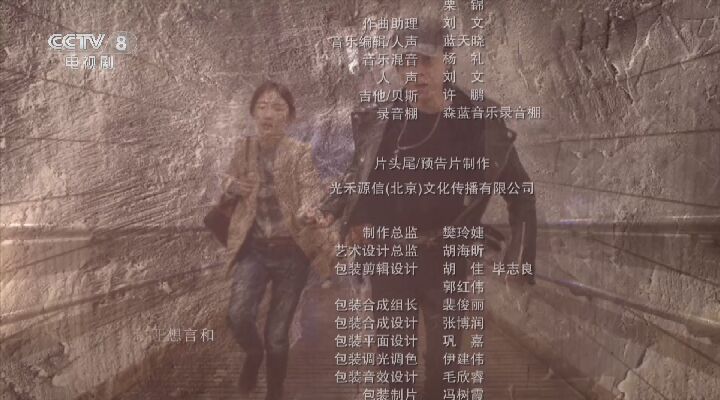 CCTV 8
电视剧
栗 锦
作曲助理 刘 文
音乐编辑/人声 蓝天晓
音乐混音 杨 礼
人 声 刘 文
吉他/贝斯 许 鹏
录音棚 森蓝音乐录音棚
片头尾/预告片制作
光禾源信(北京)文化传播有限公司
制作总监 樊玲婕
艺术设计总监 胡海昕
包装剪辑设计 胡 佳 毕志良
郭红伟
包装合成组长 裴俊丽
包装合成设计 张博润
包装平面设计 巩 嘉
包装调光调色 伊建伟
包装音效设计 毛欣睿
包装制片 冯树霞